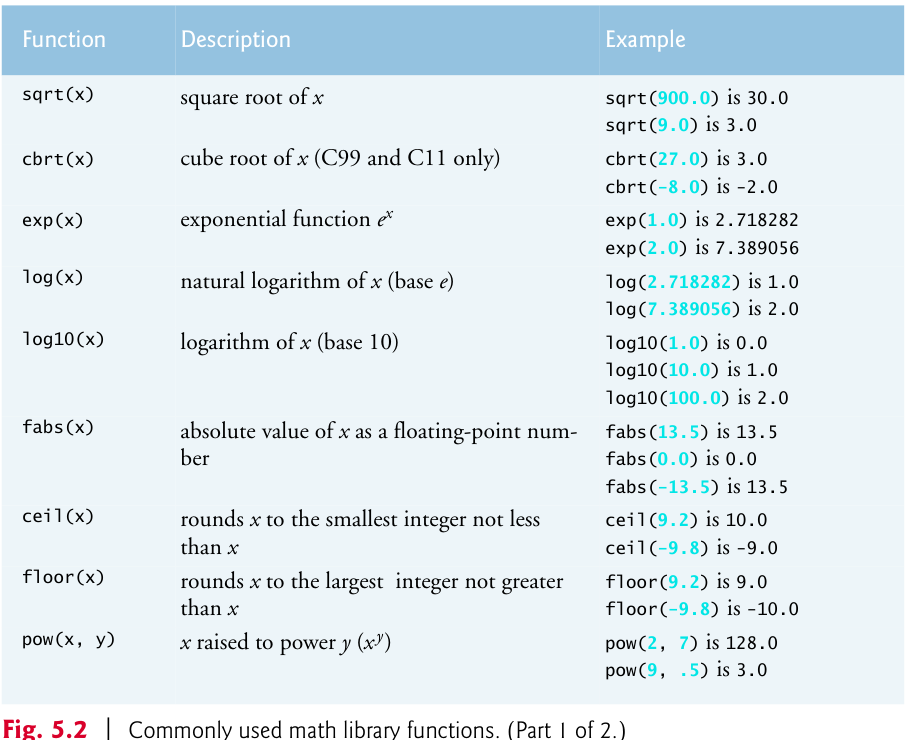 Function Description Example
sqrt(x) square root of x sqrt(900.0) is 30.0
sqrt(9.0) is 3.0
cbrt(x) cube root of x (C99 and C11 only) cbrt(27.0) is 3.0
cbrt(-8.0) is -2.0
exp(x) exponential function eˣ exp(1.0) is 2.718282
exp(2.0) is 7.389056
log(x) natural logarithm of x (base e) log(2.718282) is 1.0
log(7.389056) is 2.0
log10(x) logarithm of x (base 10) log10(1.0) is 0.0
log10(10.0) is 1.0
log10(100.0) is 2.0
fabs(x) absolute value of x as a floating-point num- fabs(13.5) is 13.5
ber fabs(0.0) is 0.0
fabs(-13.5) is 13.5
ceil(x) rounds x to the smallest integer not less ceil(9.2) is 10.0
than x ceil(-9.8) is -9.0
floor(x) rounds x to the largest integer not greater floor(9.2) is 9.0
than x floor(-9.8) is -10.0
pow(x, y) x raised to power y (xʸ) pow(2, 7) is 128.0
pow(9, .5) is 3.0
Fig. 5.2 | Commonly used math library functions. (Part 1 of 2.)